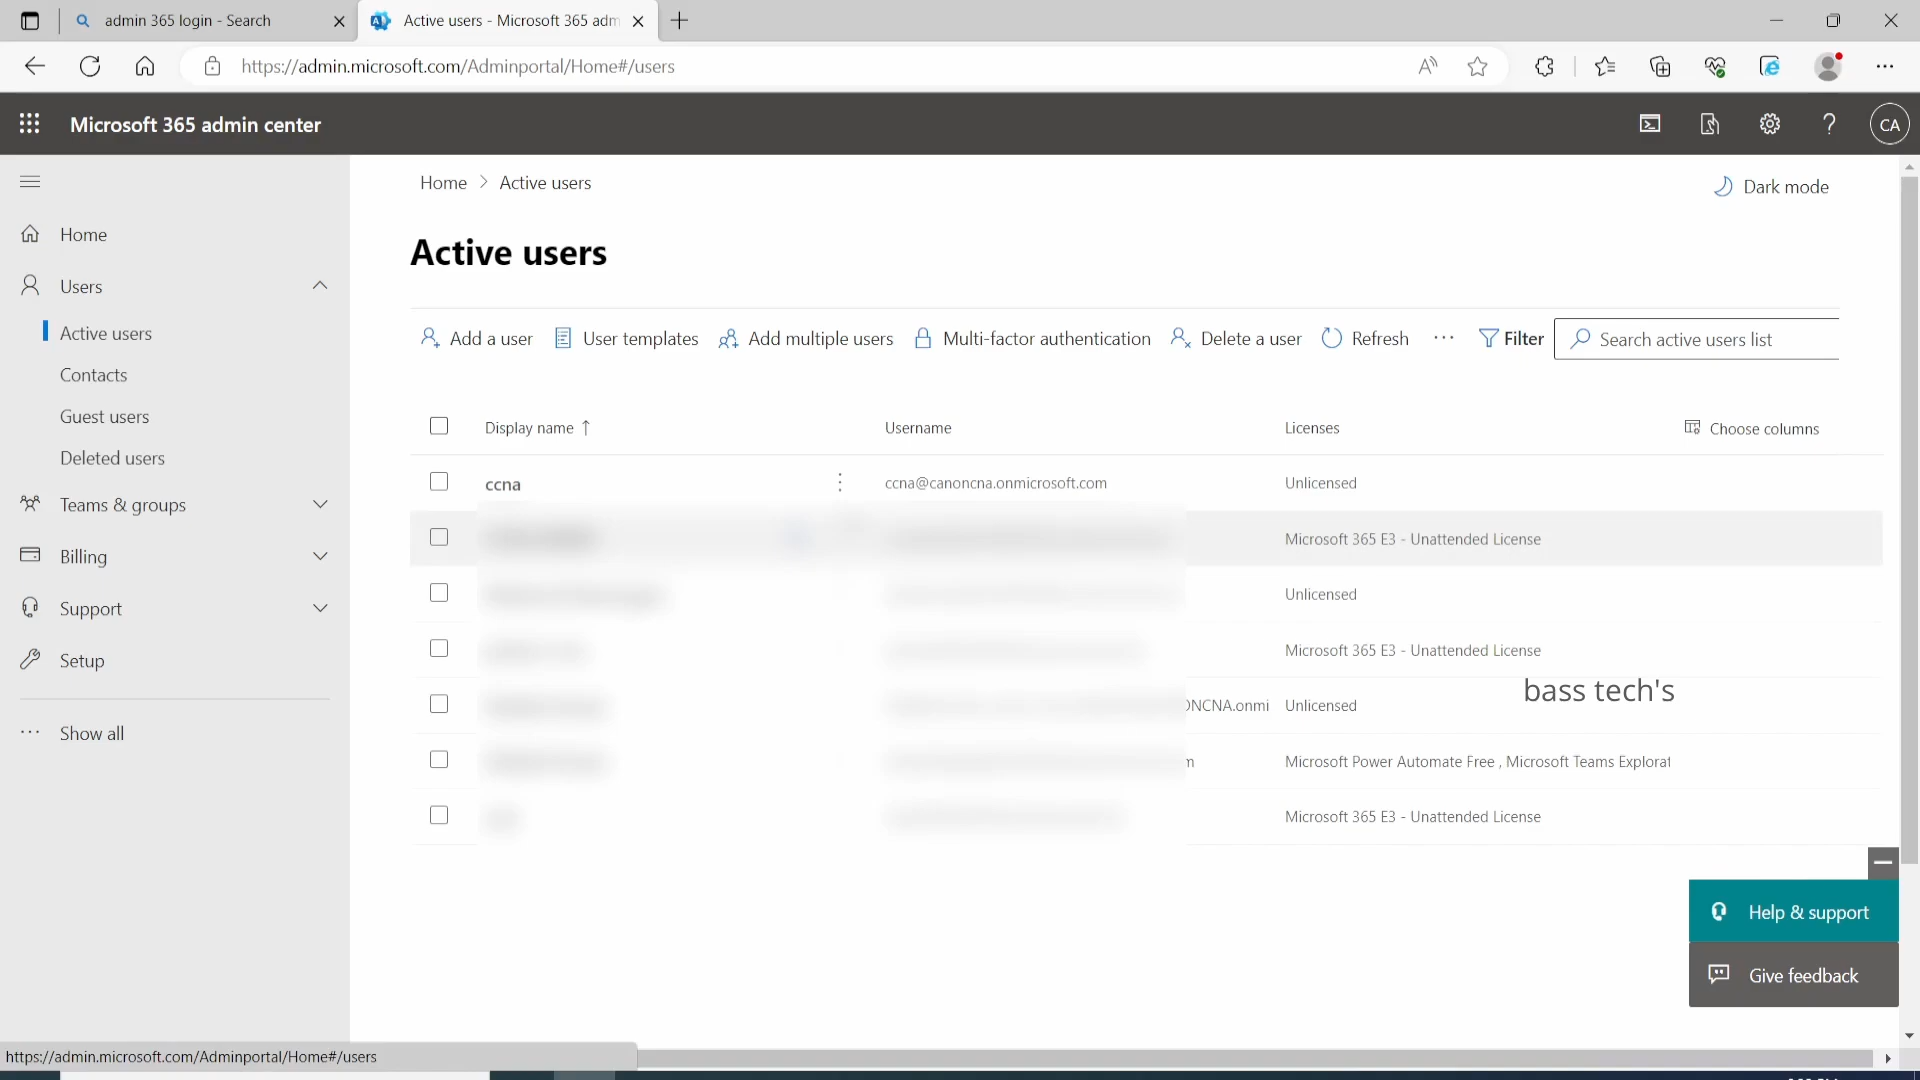 admin 365 login - Search
Active users - Microsoft 365 adm
https://admin.microsoft.com/Adminportal/Home#/users
Microsoft 365 admin center
CA
Home > Active users
Dark mode
Home
Users
Active users
Contacts
Guest users
Deleted users
Teams & groups
Billing
Support
Setup
Show all
Active users
Add a user User templates Add multiple users Multi-factor authentication Delete a user Refresh Filter Search active users list
Display name ↑ Username Licenses Choose columns
ccna ccna@canoncna.onmicrosoft.com Unlicensed
Microsoft 365 E3 - Unattended License
Unlicensed
Microsoft 365 E3 - Unattended License
bass tech's
ONCNA.onmi Unlicensed
m Microsoft Power Automate Free , Microsoft Teams Explorat
Microsoft 365 E3 - Unattended License
Help & support
Give feedback
https://admin.microsoft.com/Adminportal/Home#/users